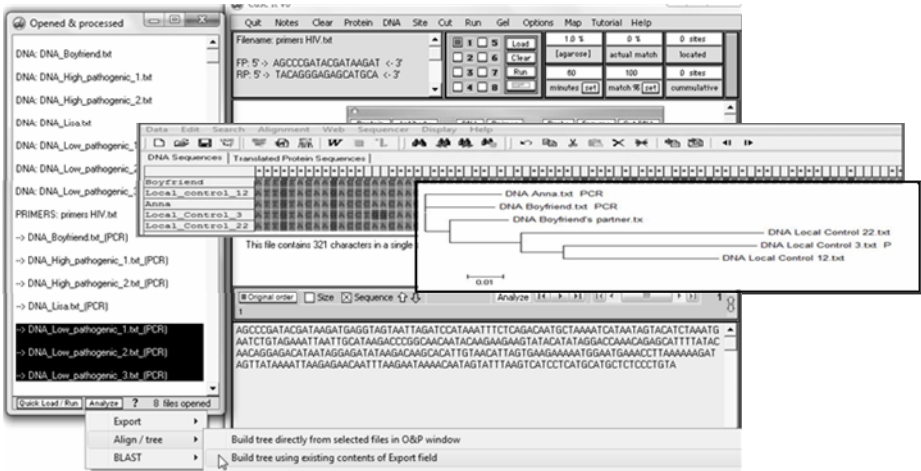 Opened & processed
DNA: DNA_Boyfriend.txt
DNA: DNA_High_pathogenic_1.txt
DNA: DNA_High_pathogenic_2.txt
DNA: DNA_Lisa.txt
DNA: DNA_Low_pathogenic_1
DNA: DNA_Low_pathogenic_2
DNA: DNA_Low_pathogenic_3
PRIMERS: primers HIV.txt
-> DNA_Boyfriend.txt_(PCR)
-> DNA_High_pathogenic_1.txt_(PCR)
-> DNA_High_pathogenic_2.txt_(PCR)
-> DNA_Lisa.txt_(PCR)
-> DNA_Low_pathogenic_1.txt_(PCR)
-> DNA_Low_pathogenic_2.txt_(PCR)
-> DNA_Low_pathogenic_3.txt_(PCR)
Quick Load / Run Analyze ? 8 files opened
Export
Align / tree
BLAST
Build tree directly from selected files in O&P window
Build tree using existing contents of Export field
Quit Notes Clear Protein DNA Site Cut Run Gel Options Map Tutorial Help
Filename: primers HIV.txt
FP: 5'-> AGCCCGATACGATAAGAT <-3'
RP: 5'-> TACAGGGAGAGCATGCA <-3'
1 5 Load
2 6 Clear
3 7 Run
4 8
1.0 % 0 % 0 sites
[agarose] actual match located
60 100 0 sites
minutes set match % set cummulative
Data Edit Search Alignment Web Sequencer Display Help
DNA Sequences Translated Protein Sequences
Boyfriend
Local_control_12
Anna
Local_Control_3
Local_Control_22
DNA Anna.txt PCR
DNA Boyfriend.txt PCR
DNA Boyfriend's partner.tx
DNA Local Control 22.txt
DNA Local Control 3.txt P
DNA Local Control 12.txt
0.01
This file contains 321 characters in a single
Original order Size Sequence Analyze 1
1
AGCCCGATACGATAAGATGAGGTAGTAATTAGATCCATAAATTTCTCAGACAATGCTAAAATCATAATAGTACATCTAAATG
AATCTGTAGAAATTAATTGCATAAGACCCGGCAACAATACAAGAAGAAGTATACATATAGGACCAAACAGAGCATTTTATAC
AACAGGAGACATAATAGGAGATATAAGACAAGCACATTGTAACATTAGTGAAGAAAAATGGAATGAAACCTTAAAAAAGAT
AGTTATAAAATTAAGAGAACAATTTAAGAATAAAACAATAGTATTTAAGTCATCCTCATGCATGCTCTCCCTGTA